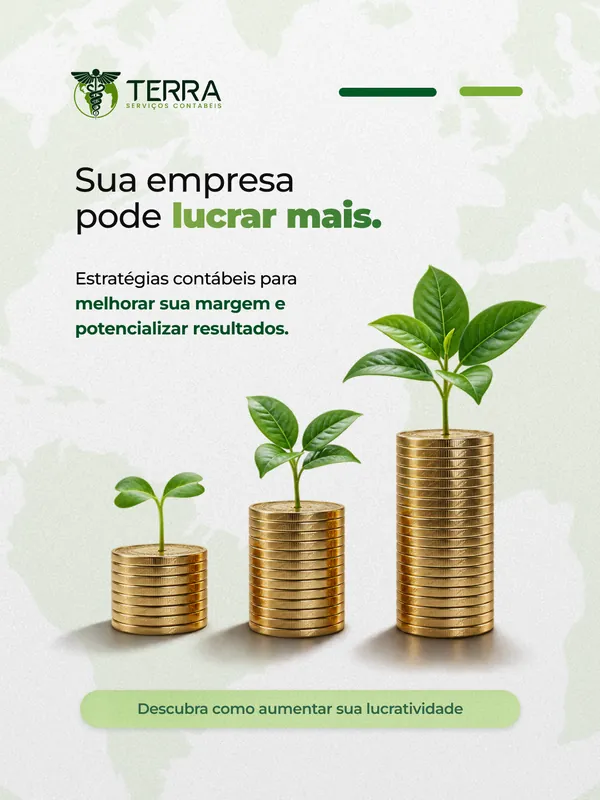 TERRA
SERVIÇOS CONTÁBEIS
Sua empresa
pode lucrar mais.
Estratégias contábeis para
melhorar sua margem e
potencializar resultados.
Descubra como aumentar sua lucratividade